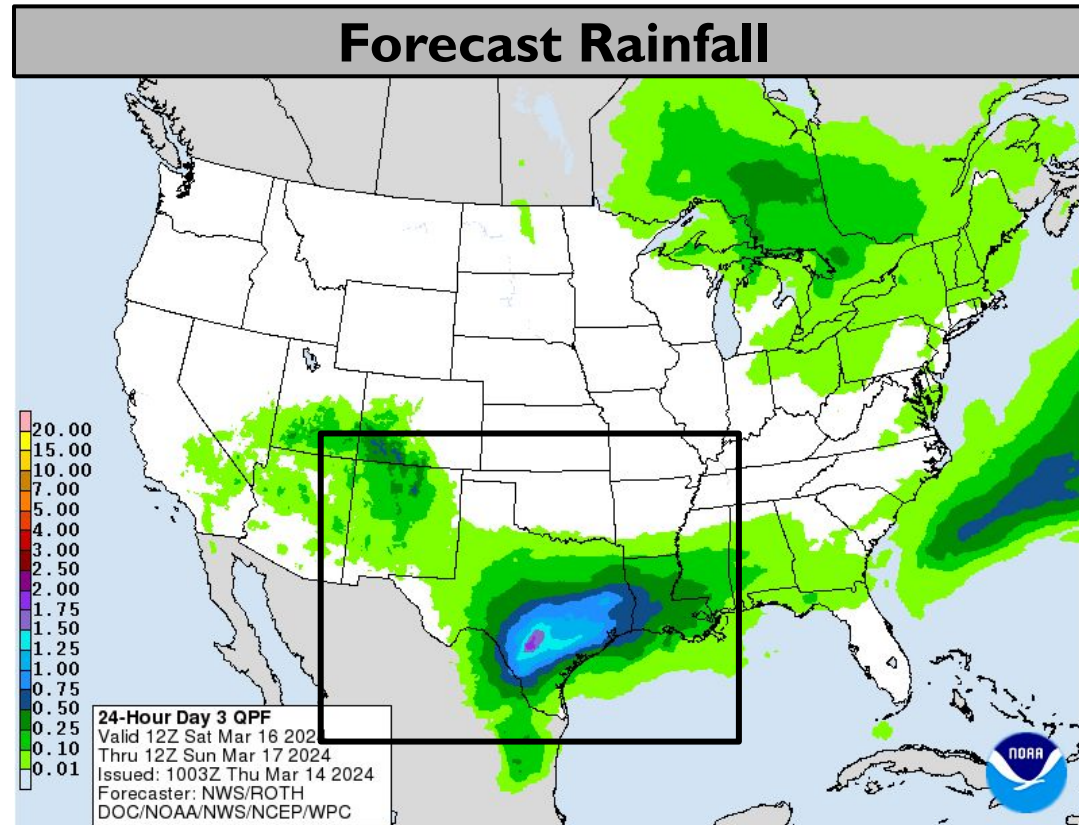 Forecast Rainfall
20.00
15.00
10.00
7.00
5.00
4.00
3.00
2.50
2.00
1.75
1.50
1.25
1.00
0.75
0.50
0.25
0.10
0.01
24-Hour Day 3 QPF
Valid 12Z Sat Mar 16 202
Thru 12Z Sun Mar 17 2024
Issued: 1003Z Thu Mar 14 2024
Forecaster: NWS/ROTH
DOC/NOAA/NWS/NCEP/WPC
NOAA